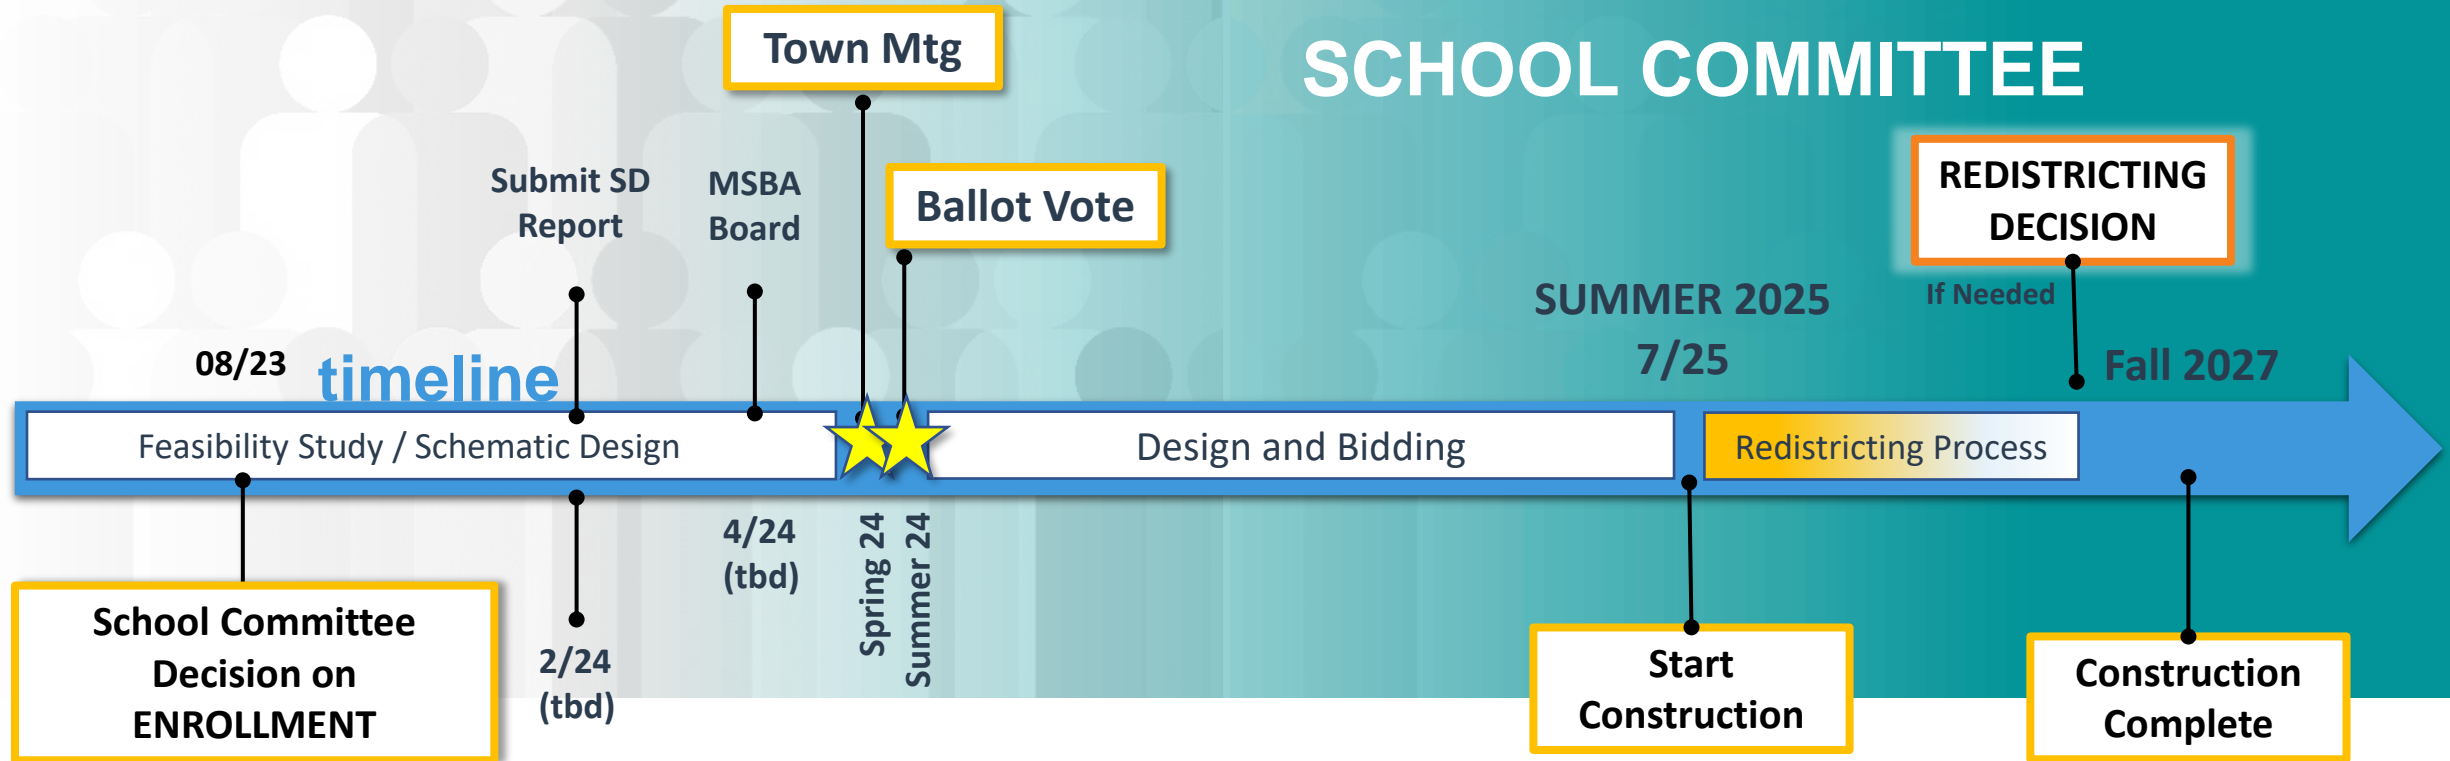 SCHOOL COMMITTEE
Town Mtg
Submit SD
Report
MSBA
Board
Ballot Vote
REDISTRICTING
DECISION
If Needed
SUMMER 2025
7/25
Fall 2027
08/23
timeline
Feasibility Study / Schematic Design
Design and Bidding
Redistricting Process
School Committee
Decision on
ENROLLMENT
2/24
(tbd)
4/24
(tbd)
Spring 24
Summer 24
Start
Construction
Construction
Complete